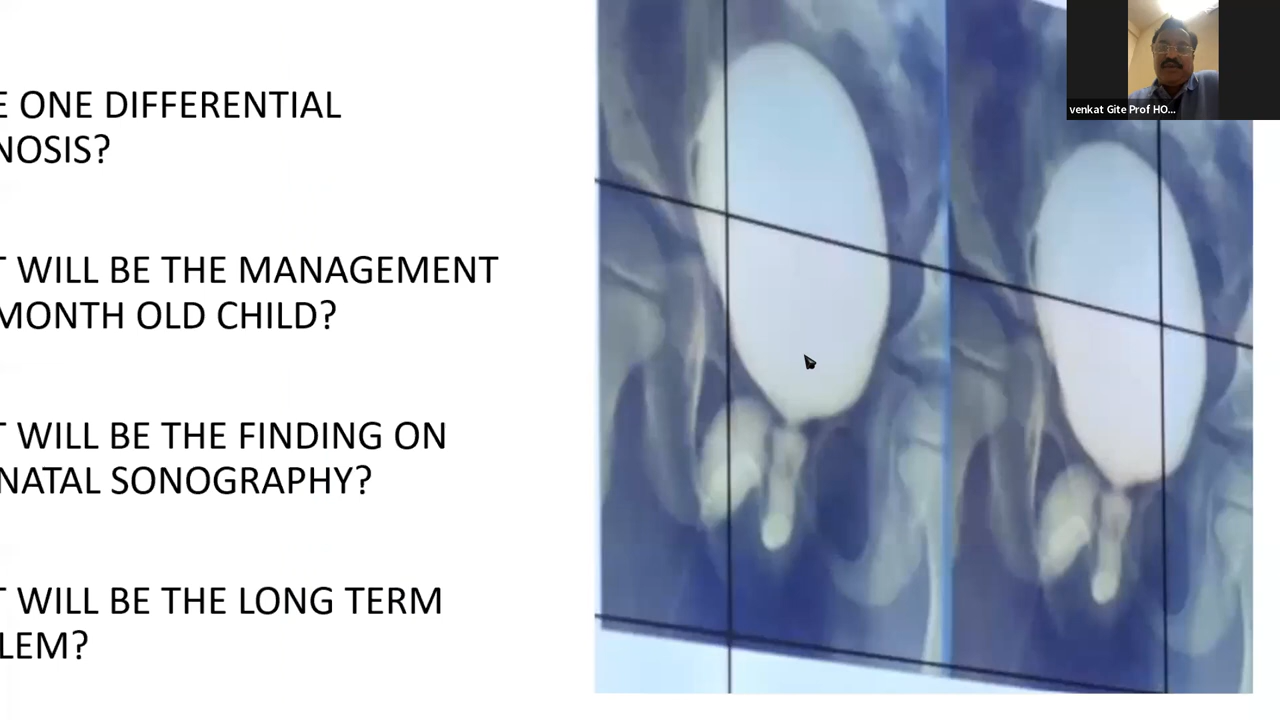 E ONE DIFFERENTIAL
NOSIS?
T WILL BE THE MANAGEMENT
MONTH OLD CHILD?
T WILL BE THE FINDING ON
NATAL SONOGRAPHY?
T WILL BE THE LONG TERM
LEM?
venkat Gite Prof HO...